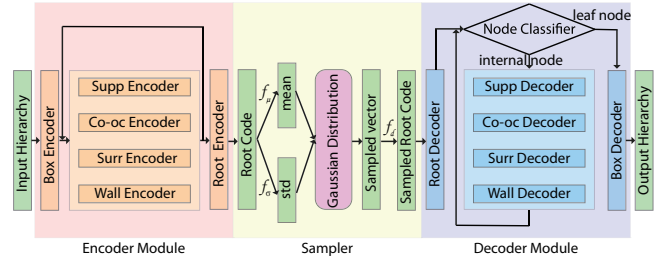 Input Hierarchy
Box Encoder
Supp Encoder
Co-oc Encoder
Surr Encoder
Wall Encoder
Root Encoder
Root Code
fμ
fσ
mean
std
Gaussian Distribution
Sampled vector
Sampled Root Code
Root Decoder
Node Classifier
leaf node
internal node
Supp Decoder
Co-oc Decoder
Surr Decoder
Wall Decoder
Box Decoder
Output Hierarchy
Encoder Module
Sampler
Decoder Module